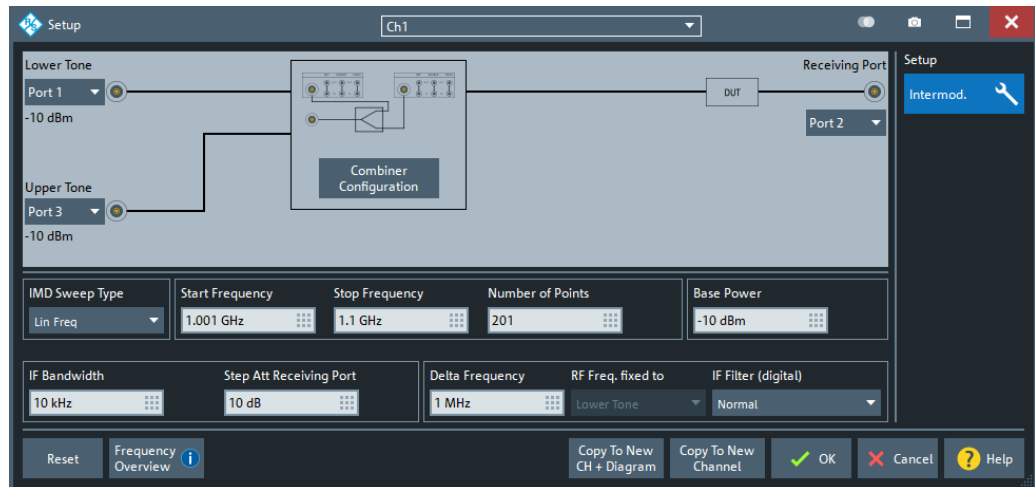 Setup
Ch1
Lower Tone
Port 1
-10 dBm
Upper Tone
Port 3
-10 dBm
Combiner
Configuration
DUT
Receiving Port
Port 2
Setup
Intermod.
IMD Sweep Type
Lin Freq
Start Frequency
1.001 GHz
Stop Frequency
1.1 GHz
Number of Points
201
Base Power
-10 dBm
IF Bandwidth
10 kHz
Step Att Receiving Port
10 dB
Delta Frequency
1 MHz
RF Freq. fixed to
Lower Tone
IF Filter (digital)
Normal
Reset
Frequency
Overview
Copy To New
CH + Diagram
Copy To New
Channel
OK
Cancel
? Help